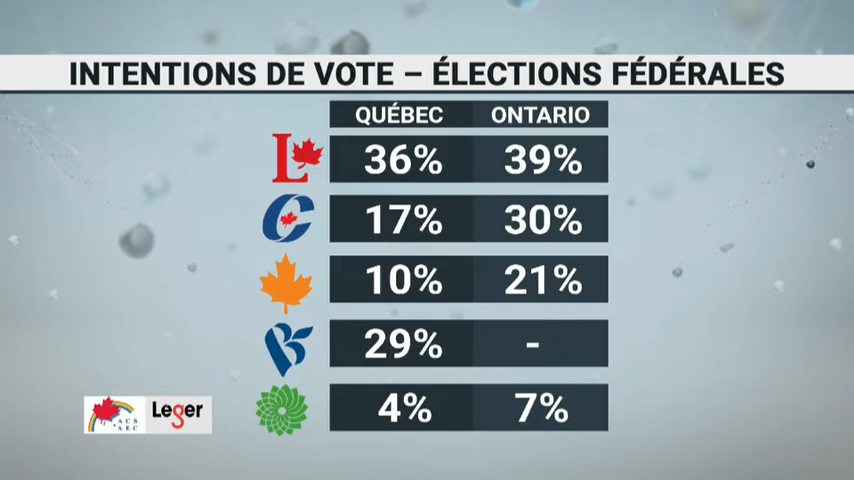 INTENTIONS DE VOTE – ÉLECTIONS FÉDÉRALES
QUÉBEC ONTARIO
L 36% 39%
C 17% 30%
10% 21%
B 29% -
4% 7%
ACS
AEC
Leger